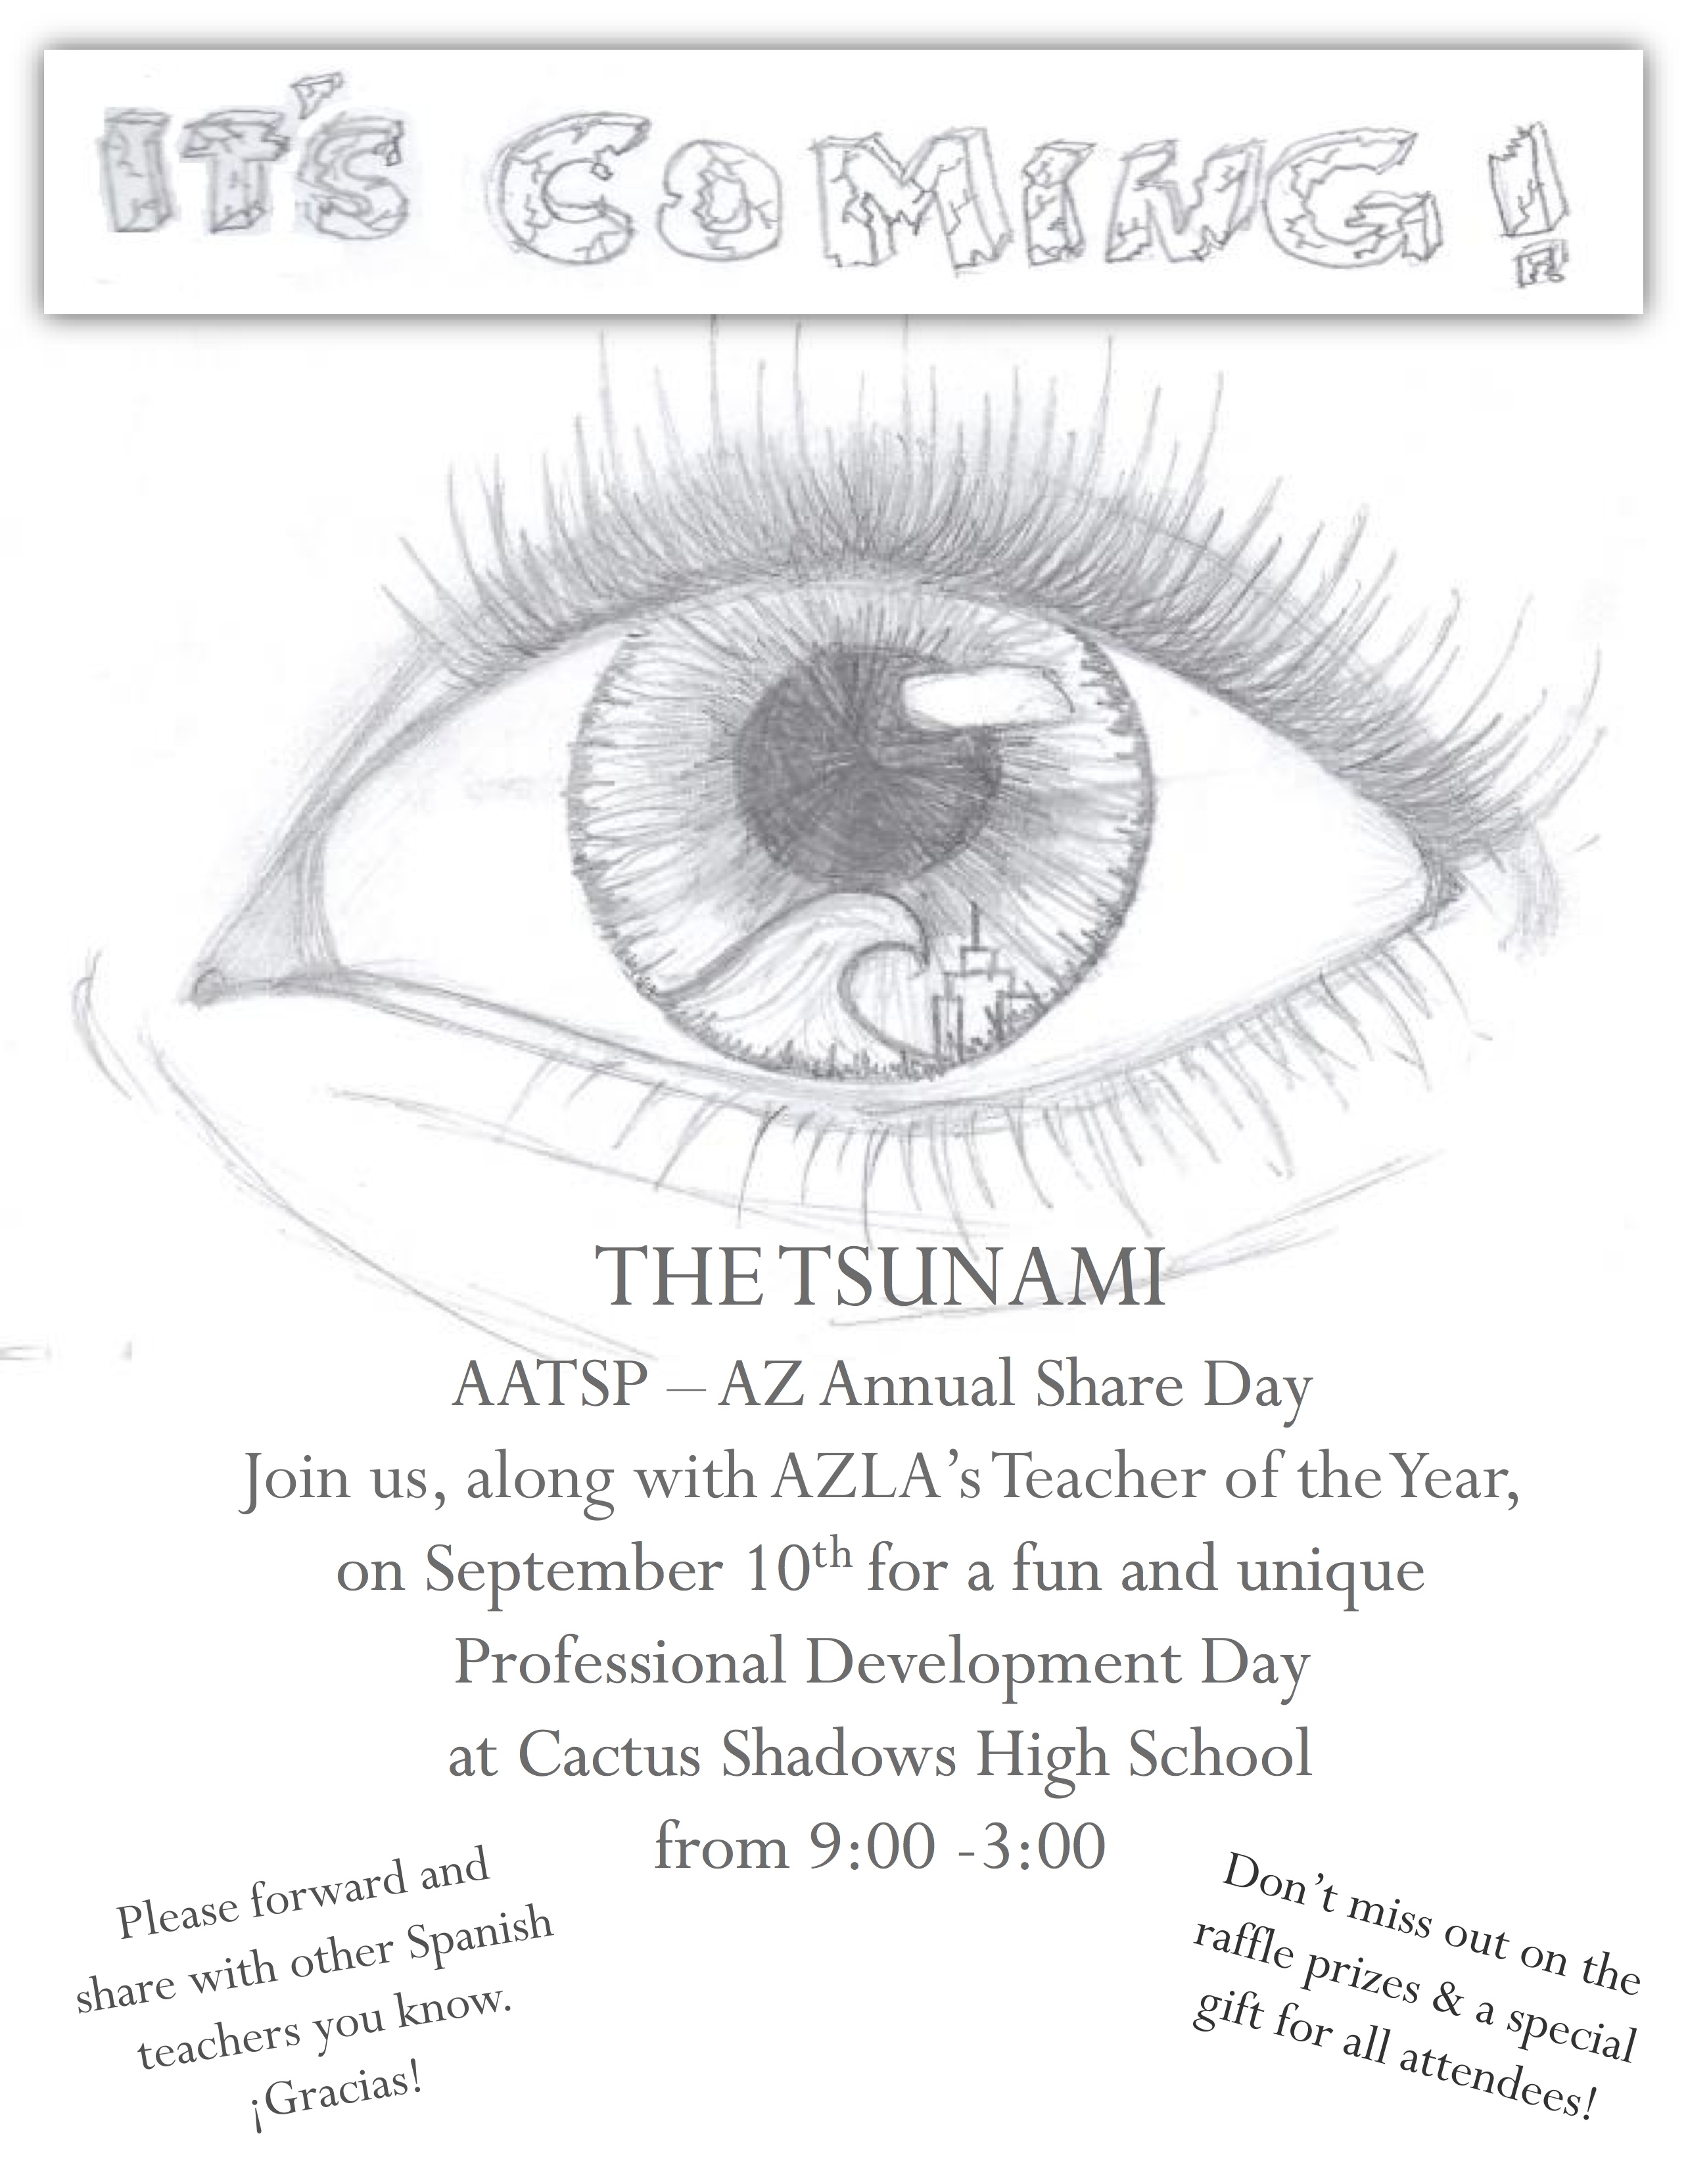 IT'S COMING!
THE TSUNAMI
AATSP – AZ Annual Share Day
Join us, along with AZLA’s Teacher of the Year,
on September 10th for a fun and unique
Professional Development Day
at Cactus Shadows High School
from 9:00 -3:00
Please forward and
share with other Spanish
teachers you know.
¡Gracias!
Don’t miss out on the
raffle prizes & a special
gift for all attendees!